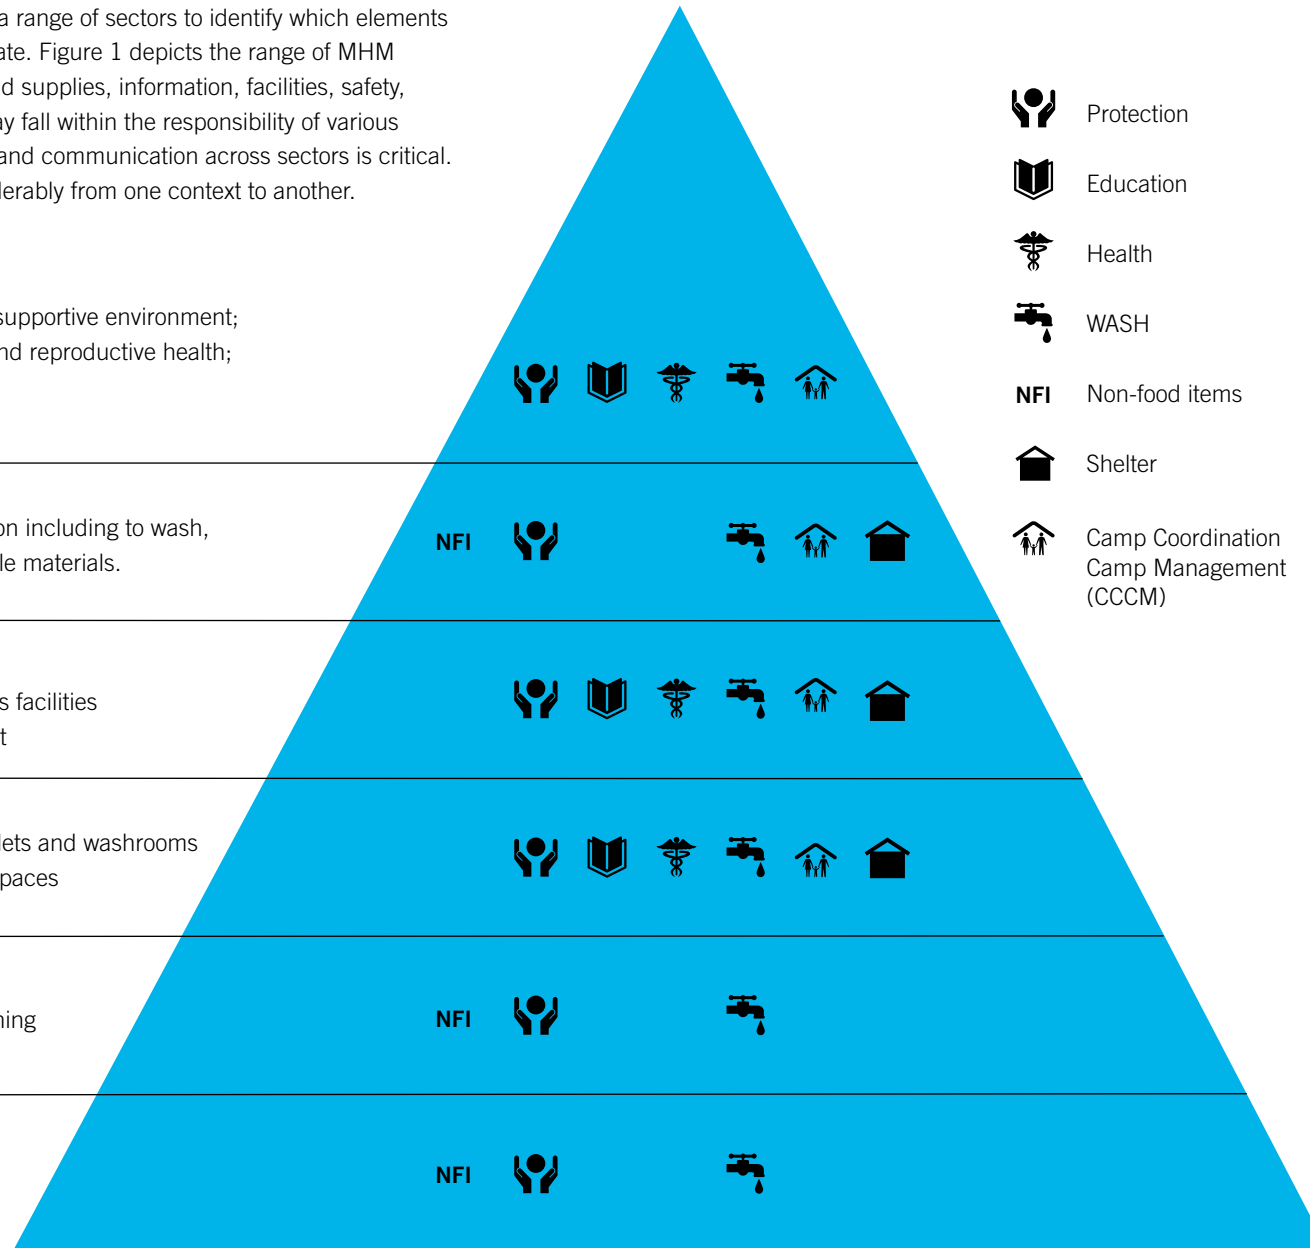 a range of sectors to identify which elements
ate. Figure 1 depicts the range of MHM
d supplies, information, facilities, safety,
ay fall within the responsibility of various
and communication across sectors is critical.
derably from one context to another.
supportive environment;
nd reproductive health;
on including to wash,
le materials.
s facilities
t
lets and washrooms
spaces
ning
NFI
NFI
NFI
Protection
Education
Health
WASH
NFI Non-food items
Shelter
Camp Coordination
Camp Management
(CCCM)